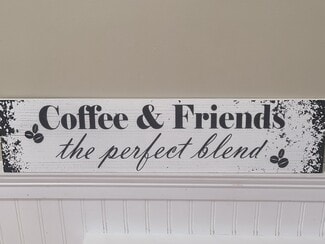 Coffee & Friends
the perfect blend